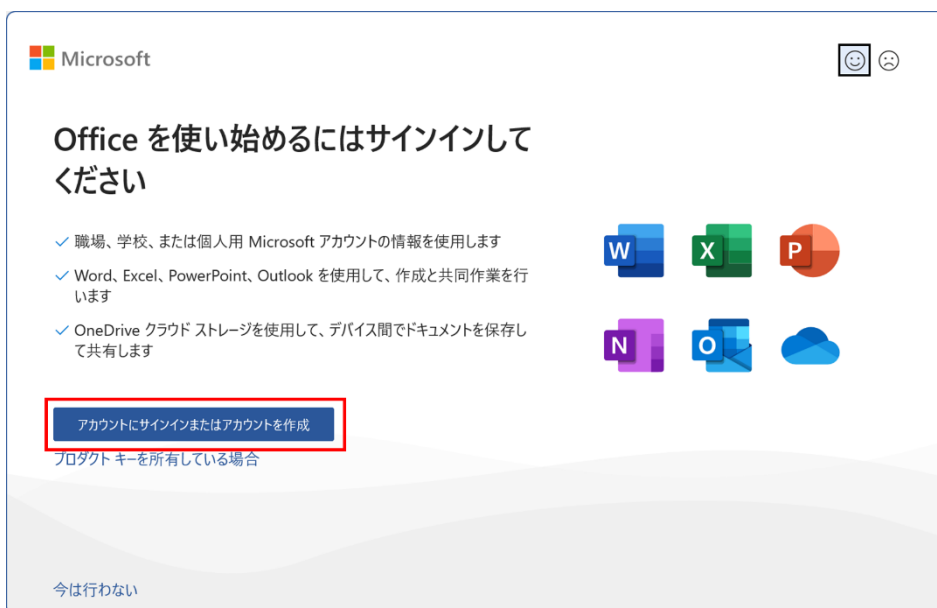 Microsoft
Office を使い始めるにはサインインして
ください
職場、学校、または個人用 Microsoft アカウントの情報を使用します
Word、Excel、PowerPoint、Outlook を使用して、作成と共同作業を行
います
OneDrive クラウド ストレージを使用して、デバイス間でドキュメントを保存し
て共有します
W
X
P
N
O
アカウントにサインインまたはアカウントを作成
プロダクト キーを所有している場合
今は行わない